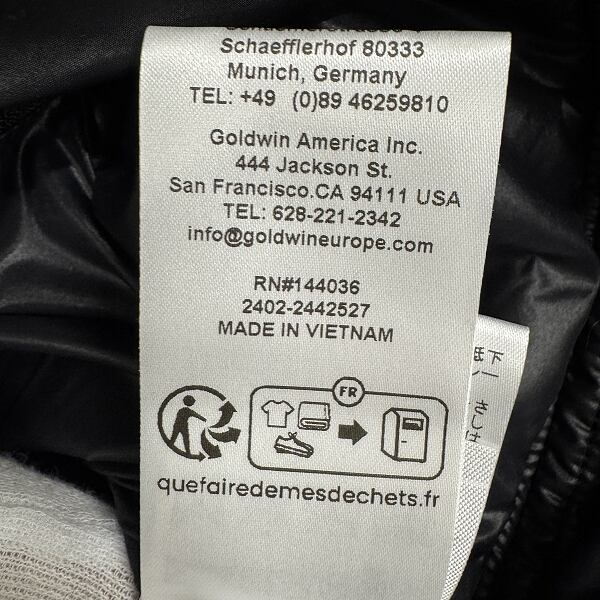 Schaefflerhof 80333
Munich, Germany
TEL: +49 (0)89 46259810
Goldwin America Inc.
444 Jackson St.
San Francisco.CA 94111 USA
TEL: 628-221-2342
info@goldwineurope.com
RN#144036
2402-2442527
MADE IN VIETNAM
FR
quefairedemesdechets.fr